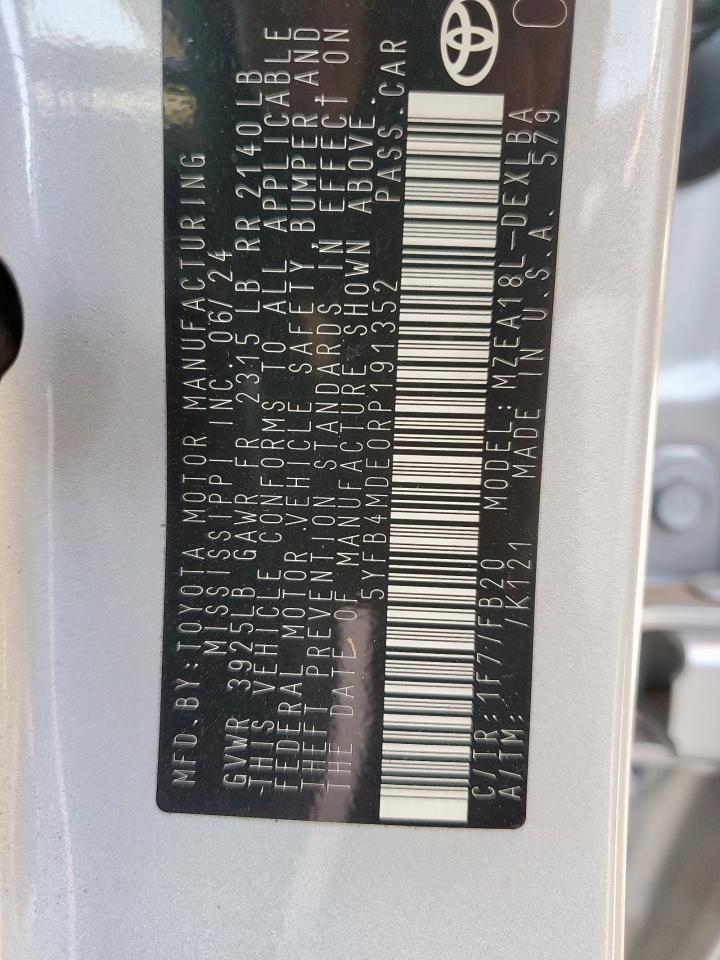 MFD. BY: TOYOTA MOTOR MANUFACTURING
MISSISSIPPI INC. 06/24
GVWR 3925LB GAWR FR 2315 LB RR 2140LB
THIS VEHICLE CONFORMS TO ALL APPLICABLE
FEDERAL MOTOR VEHICLE SAFETY, BUMPER, AND
THEFT PREVENTION STANDARDS IN EFFECT ON
THE DATE OF MANUFACTURE SHOWN ABOVE.
5YFB4MDE0RP191352 PASS.CAR
C/TR: 1F7/FB20 MODEL: MZEA18L-DEXLBA
A/TM: /K121 MADE IN U.S.A. 579